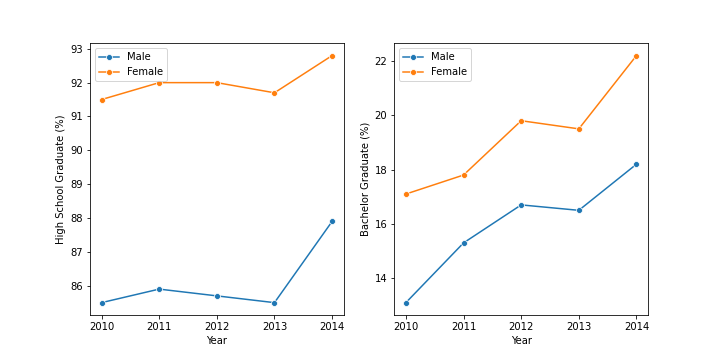 Male
Female
93
92
91
90
89
88
87
86
High School Graduate (%)
2010 2011 2012 2013 2014
Year
Male
Female
22
20
18
16
14
Bachelor Graduate (%)
2010 2011 2012 2013 2014
Year